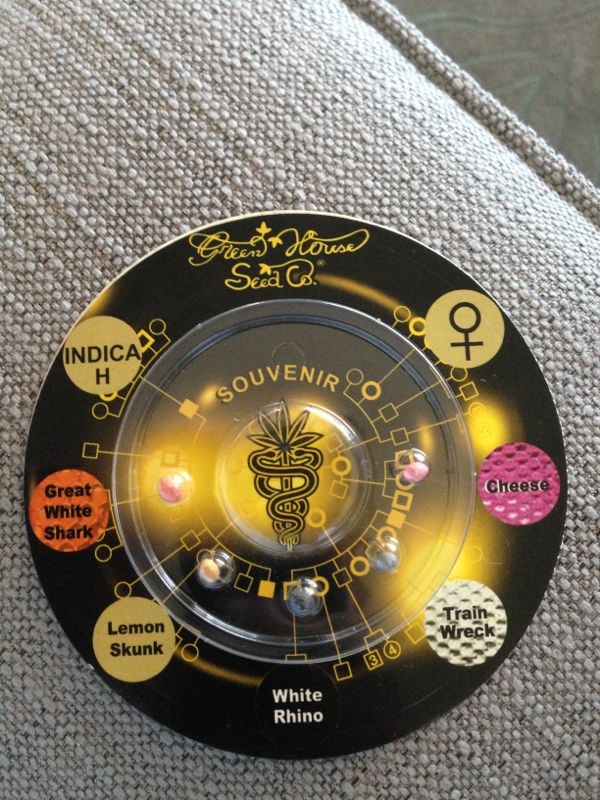 Green House
Seed Co.®
INDICA
H
♀
SOUVENIR
Great
White
Shark
Cheese
Lemon
Skunk
Train
Wreck
White
Rhino
3 4